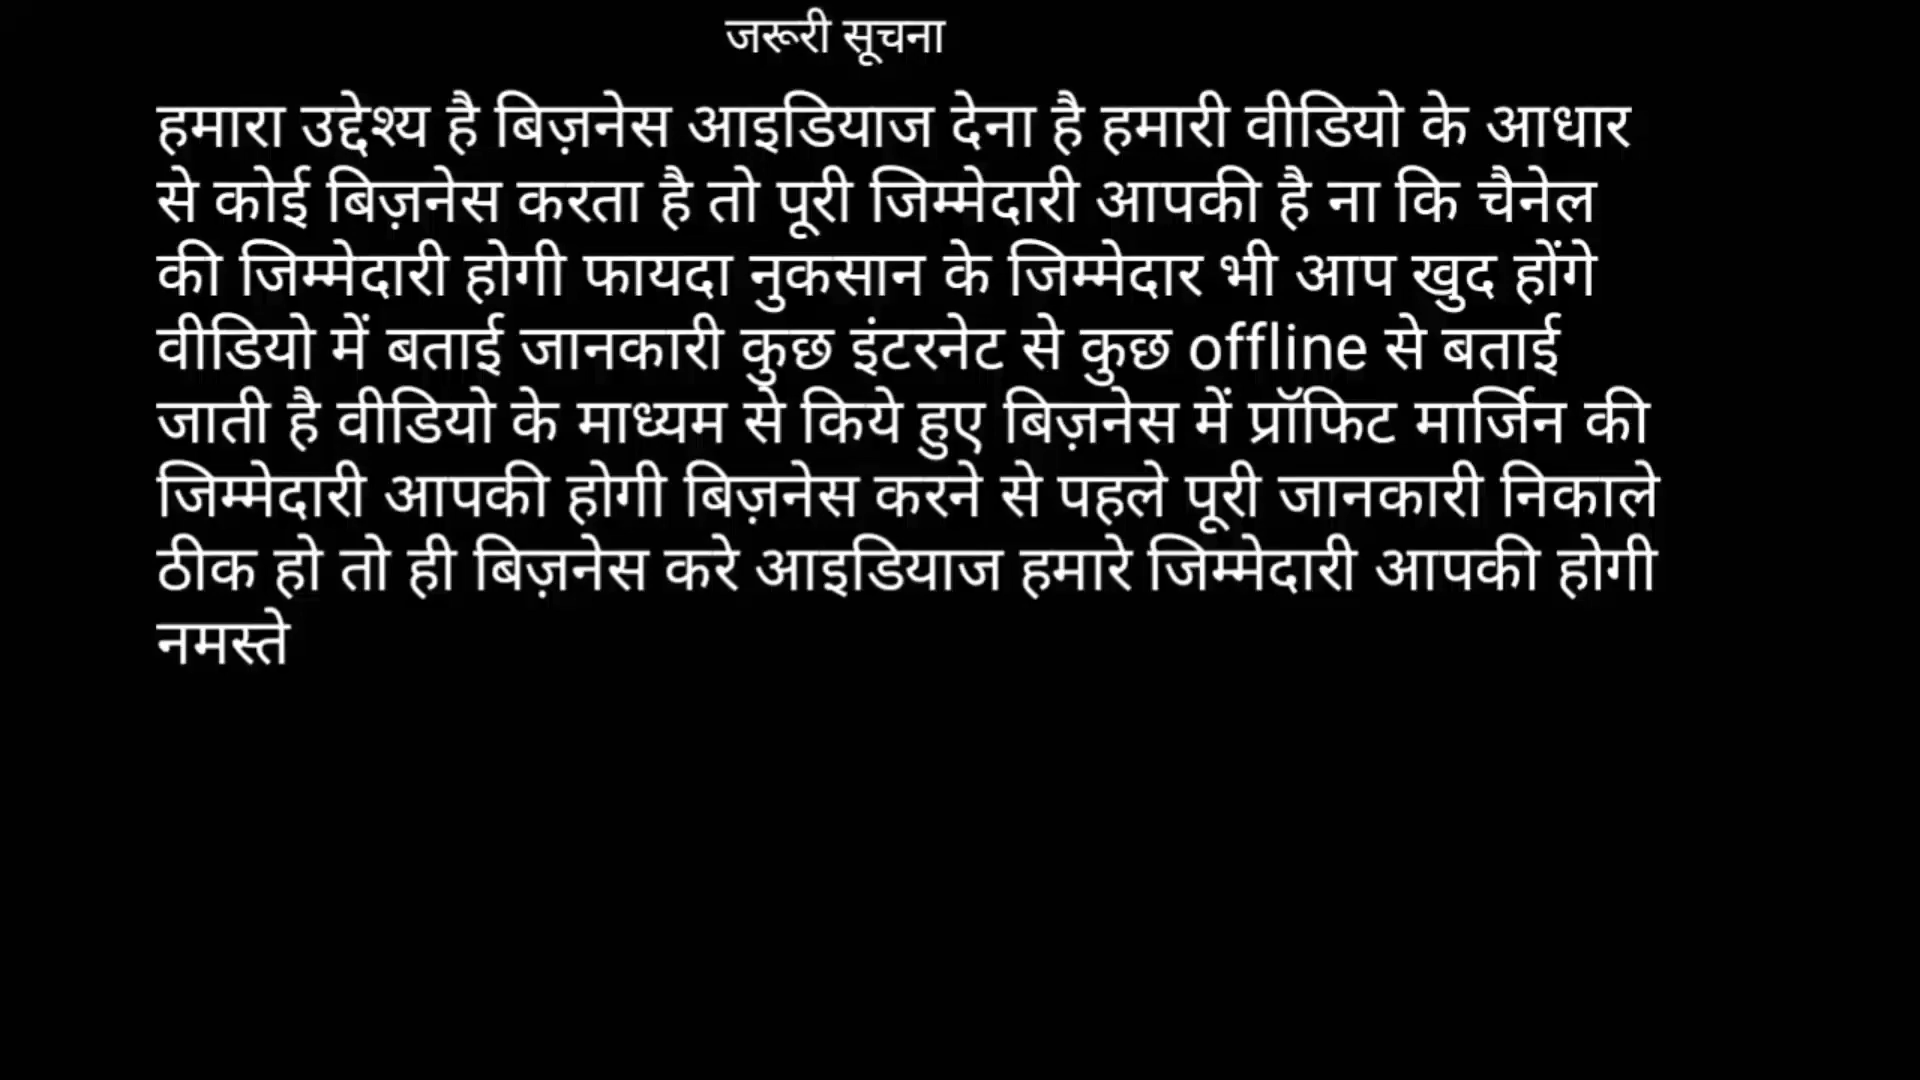 जरूरी सूचना
हमारा उद्देश्य है बिज़नेस आइडियाज देना है हमारी वीडियो के आधार
से कोई बिज़नेस करता है तो पूरी जिम्मेदारी आपकी है ना कि चैनेल
की जिम्मेदारी होगी फायदा नुकसान के जिम्मेदार भी आप खुद होंगे
वीडियो में बताई जानकारी कुछ इंटरनेट से कुछ offline से बताई
जाती है वीडियो के माध्यम से किये हुए बिज़नेस में प्रॉफिट मार्जिन की
जिम्मेदारी आपकी होगी बिज़नेस करने से पहले पूरी जानकारी निकाले
ठीक हो तो ही बिज़नेस करे आइडियाज हमारे जिम्मेदारी आपकी होगी
नमस्ते